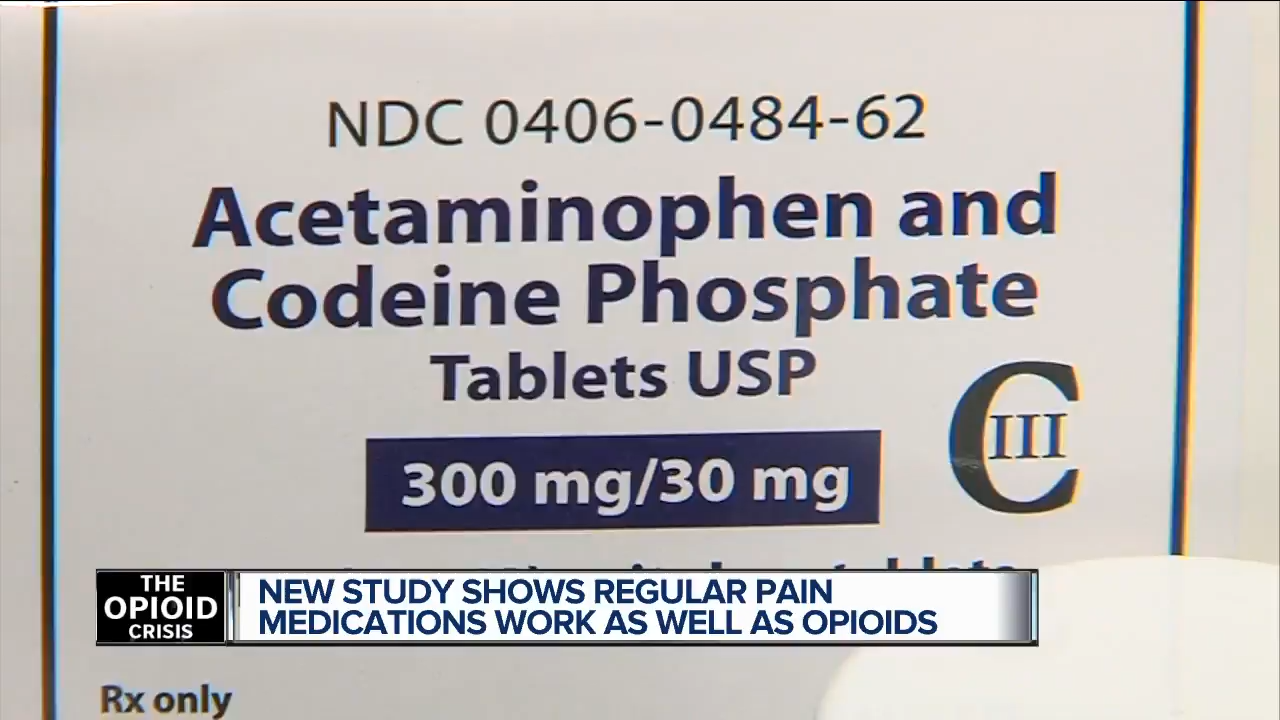 NDC 0406-0484-62
Acetaminophen and
Codeine Phosphate
Tablets USP
C III
300 mg/30 mg
THE
OPIOID
CRISIS
NEW STUDY SHOWS REGULAR PAIN
MEDICATIONS WORK AS WELL AS OPIOIDS
Rx only